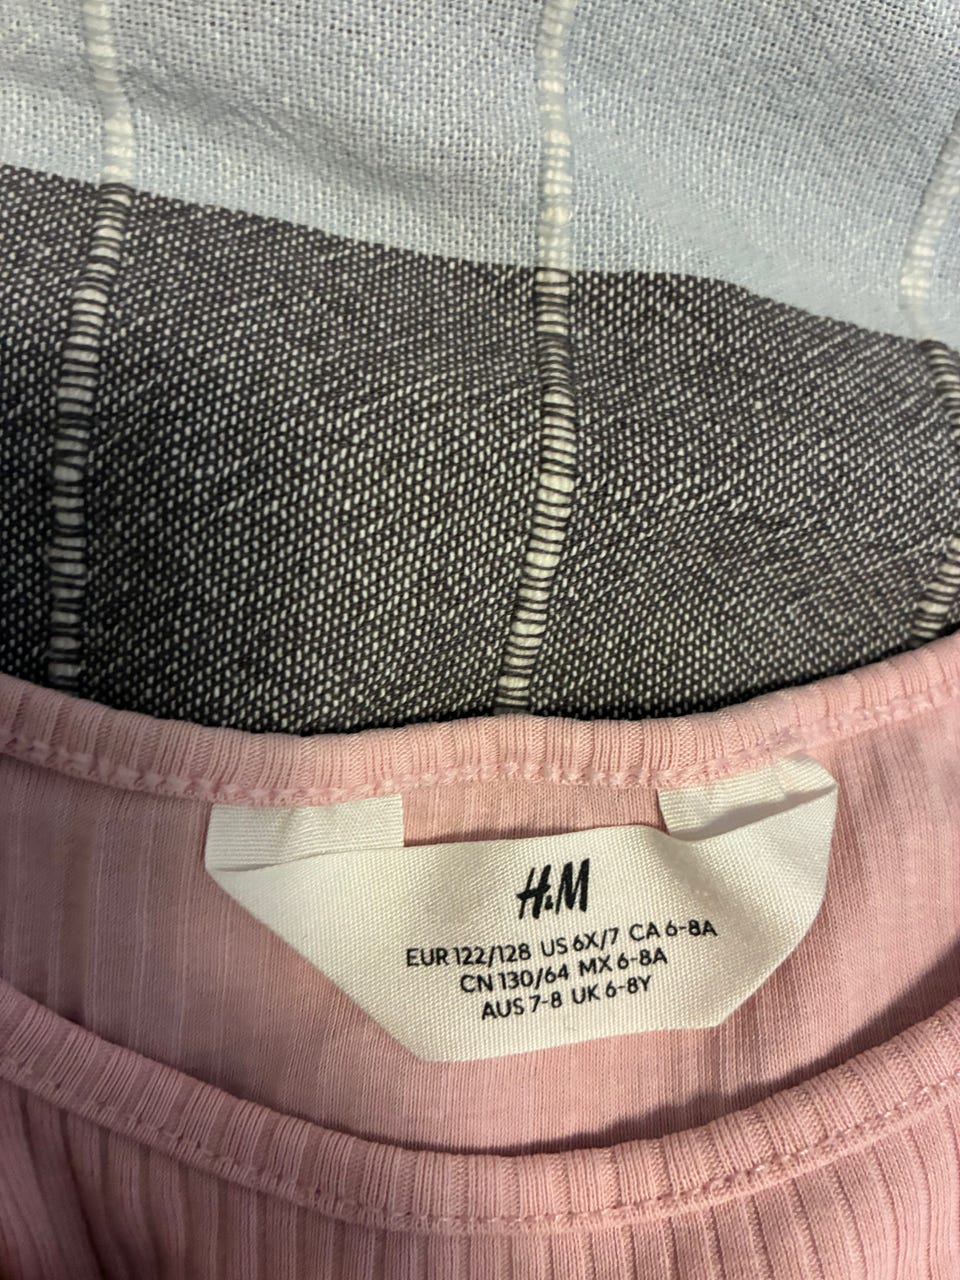 H&M
EUR 122/128 US 6X/7 CA 6-8A
CN 130/64 MX 6-8A
AUS 7-8 UK 6-8Y